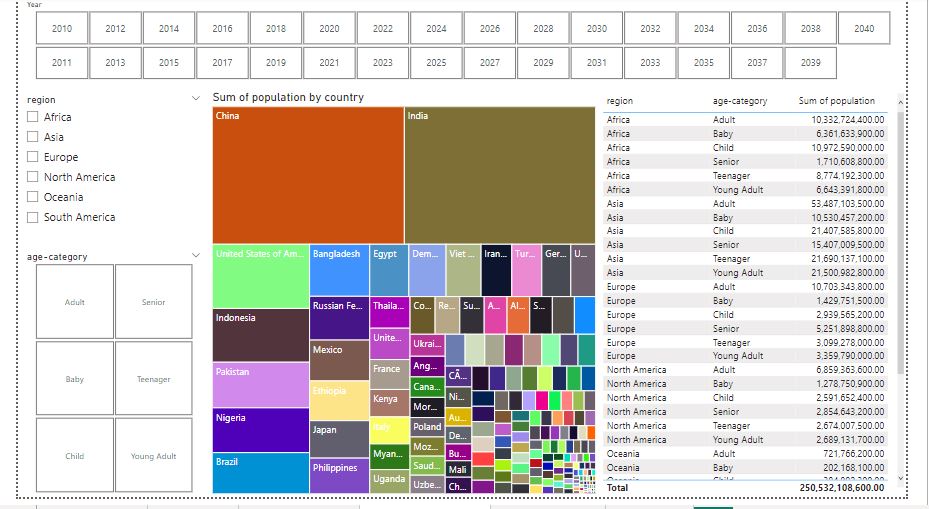 Year
2010 2012 2014 2016 2018 2020 2022 2024 2026 2028 2030 2032 2034 2036 2038 2040
2011 2013 2015 2017 2019 2021 2023 2025 2027 2029 2031 2033 2035 2037 2039
region
Africa
Asia
Europe
North America
Oceania
South America
age-category
Adult Senior
Baby Teenager
Child Young Adult
Sum of population by country
China India
United States of Am... Bangladesh Egypt Dem... Viet ... Iran... Tur... Ger... U...
Indonesia
Pakistan
Nigeria
Brazil
Russian Fe...
Mexico
Ethiopia
Japan
Philippines
Thaila...
Unite...
France
Kenya
Italy
Myan...
Uganda
Co... Re... Su... A... Al... S...
Ukrai...
Ang...
Cana...
Mor...
Poland
Moz...
Saud...
Uzbe...
CÃ...
Ni...
Au...
De...
Bu...
Mali
Ch...
region age-category Sum of population
Africa Adult 10,332,724,400.00
Africa Baby 6,361,633,900.00
Africa Child 10,972,590,000.00
Africa Senior 1,710,608,800.00
Africa Teenager 8,774,192,300.00
Africa Young Adult 6,643,391,800.00
Asia Adult 53,487,103,500.00
Asia Baby 10,530,457,200.00
Asia Child 21,407,585,800.00
Asia Senior 15,407,009,500.00
Asia Teenager 21,690,137,100.00
Asia Young Adult 21,500,982,800.00
Europe Adult 10,703,343,800.00
Europe Baby 1,429,751,500.00
Europe Child 2,939,565,200.00
Europe Senior 5,251,898,800.00
Europe Teenager 3,099,278,000.00
Europe Young Adult 3,359,790,000.00
North America Adult 6,859,363,600.00
North America Baby 1,278,750,900.00
North America Child 2,591,652,400.00
North America Senior 2,854,643,200.00
North America Teenager 2,674,007,500.00
North America Young Adult 2,689,131,700.00
Oceania Adult 721,766,200.00
Oceania Baby 202,168,100.00
Total 250,532,108,600.00